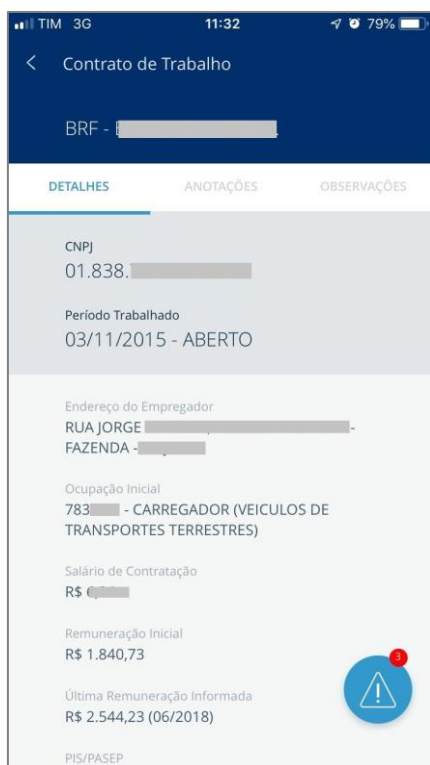 TIM 3G 11:32 79%
Contrato de Trabalho
BRF -
DETALHES ANOTAÇÕES OBSERVAÇÕES
CNPJ
01.838.
Período Trabalhado
03/11/2015 - ABERTO
Endereço do Empregador
RUA JORGE -
FAZENDA -
Ocupação Inicial
783 - CARREGADOR (VEICULOS DE
TRANSPORTES TERRESTRES)
Salário de Contratação
R$
Remuneração Inicial
R$ 1.840,73
3
Última Remuneração Informada
R$ 2.544,23 (06/2018)
PIS/PASEP